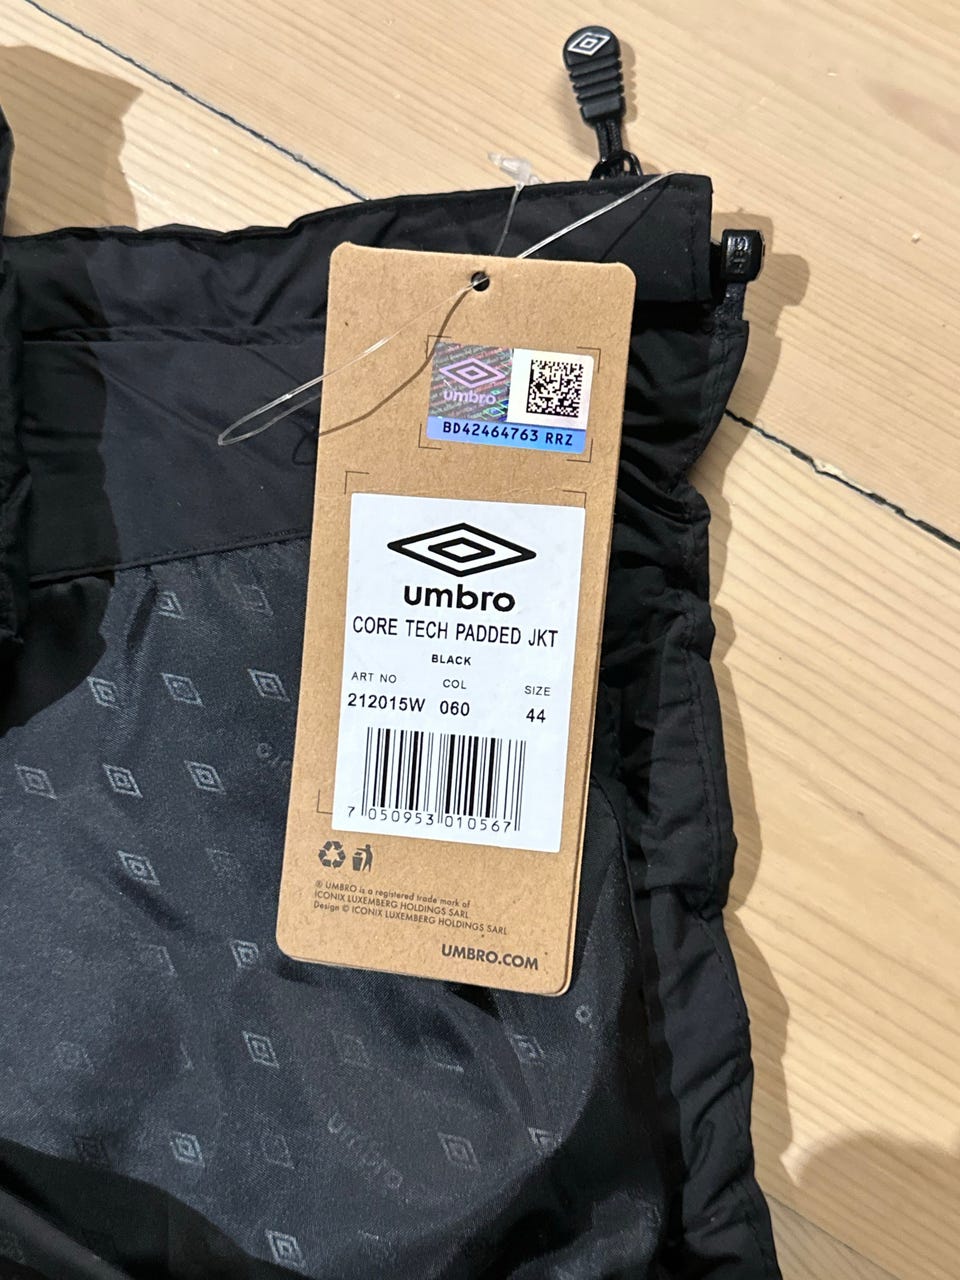 umbro
BD42464763 RRZ
umbro
CORE TECH PADDED JKT
BLACK
ART NO COL SIZE
212015W 060 44
7 050953 010567
® UMBRO is a registered trade mark of
ICONIX LUXEMBERG HOLDINGS SARL
Design © ICONIX LUXEMBERG HOLDINGS SARL
UMBRO.COM
umbro